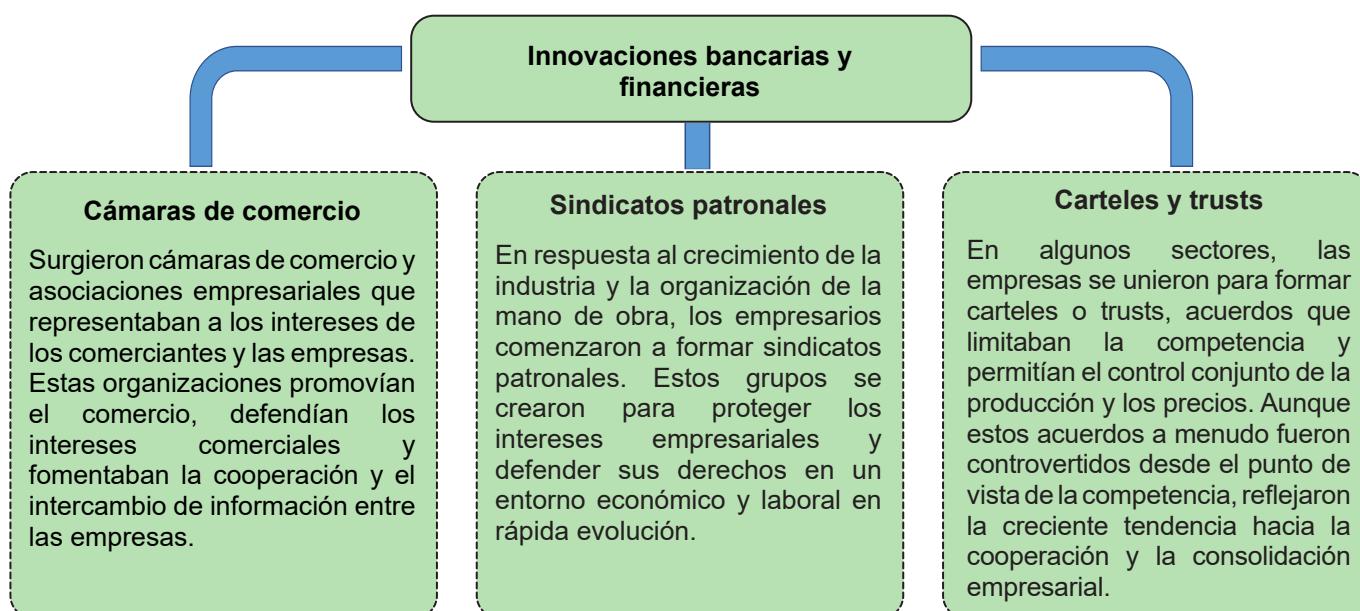 Innovaciones bancarias y
financieras
Cámaras de comercio
Surgieron cámaras de comercio y
asociaciones empresariales que
representaban a los intereses de
los comerciantes y las empresas.
Estas organizaciones promovían
el comercio, defendían los
intereses comerciales y
fomentaban la cooperación y el
intercambio de información entre
las empresas.
Sindicatos patronales
En respuesta al crecimiento de la
industria y la organización de la
mano de obra, los empresarios
comenzaron a formar sindicatos
patronales. Estos grupos se
crearon para proteger los
intereses empresariales y
defender sus derechos en un
entorno económico y laboral en
rápida evolución.
Carteles y trusts
En algunos sectores, las
empresas se unieron para formar
carteles o trusts, acuerdos que
limitaban la competencia y
permitían el control conjunto de la
producción y los precios. Aunque
estos acuerdos a menudo fueron
controvertidos desde el punto de
vista de la competencia, reflejaron
la creciente tendencia hacia la
cooperación y la consolidación
empresarial.